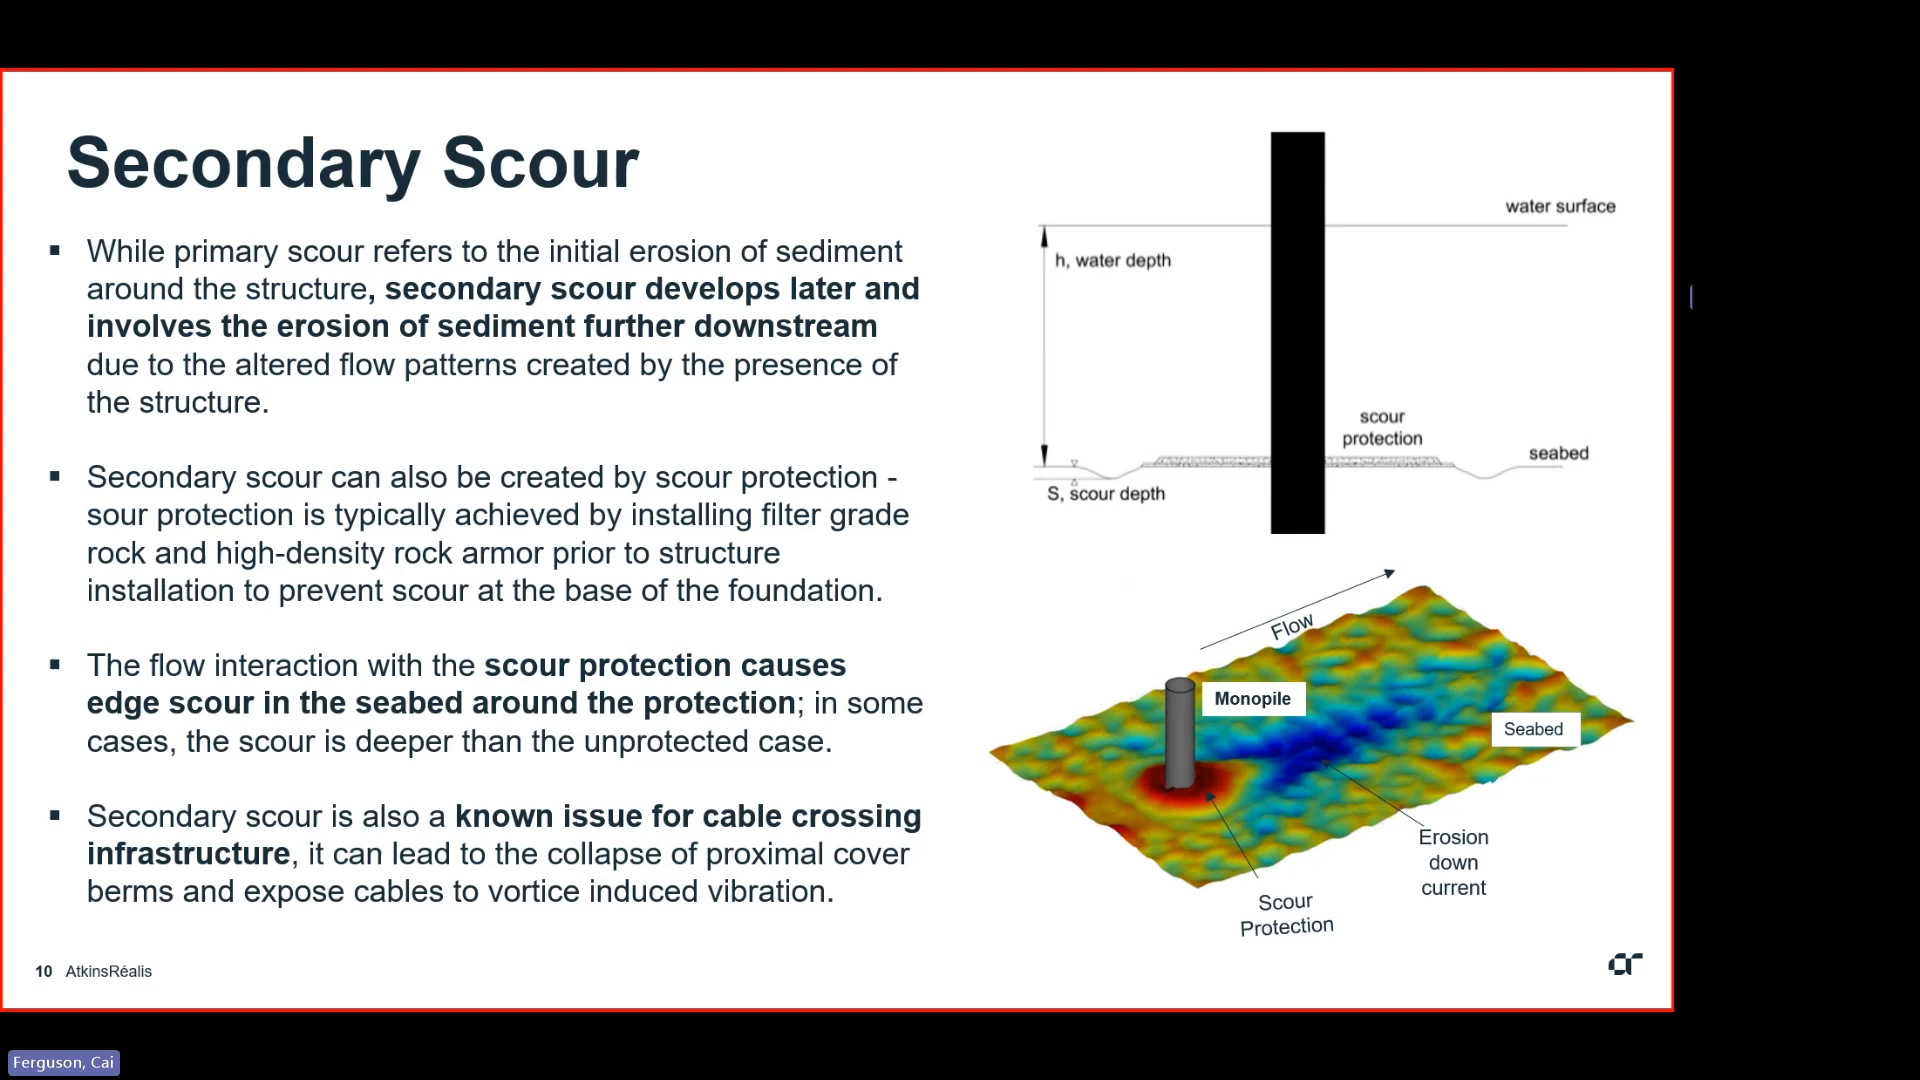 Secondary Scour
▪ While primary scour refers to the initial erosion of sediment
around the structure, secondary scour develops later and
involves the erosion of sediment further downstream
due to the altered flow patterns created by the presence of
the structure.
▪ Secondary scour can also be created by scour protection -
sour protection is typically achieved by installing filter grade
rock and high-density rock armor prior to structure
installation to prevent scour at the base of the foundation.
▪ The flow interaction with the scour protection causes
edge scour in the seabed around the protection; in some
cases, the scour is deeper than the unprotected case.
▪ Secondary scour is also a known issue for cable crossing
infrastructure, it can lead to the collapse of proximal cover
berms and expose cables to vortice induced vibration.
water surface
h, water depth
scour
protection
seabed
S, scour depth
Flow
Monopile
Seabed
Erosion
down
current
Scour
Protection
10 AtkinsRéalis
Ferguson, Cai